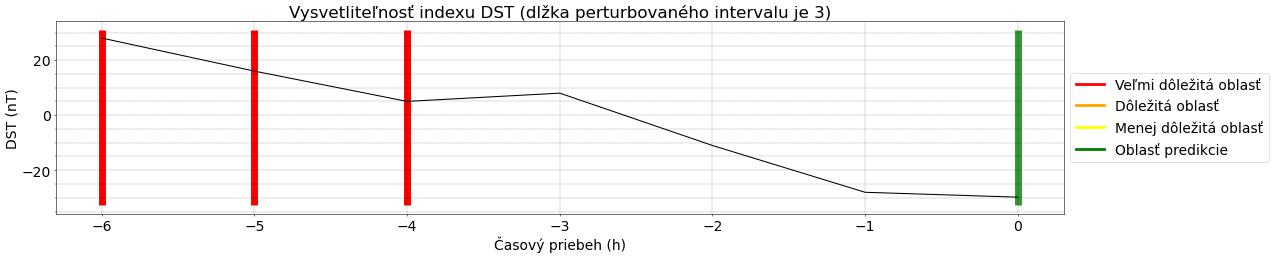 Vysvetliteľnosť indexu DST (dĺžka perturbovaného intervalu je 3)
DST (nT)
20
0
−20
−6 −5 −4 −3 −2 −1 0
Časový priebeh (h)
Veľmi dôležitá oblasť
Dôležitá oblasť
Menej dôležitá oblasť
Oblasť predikcie